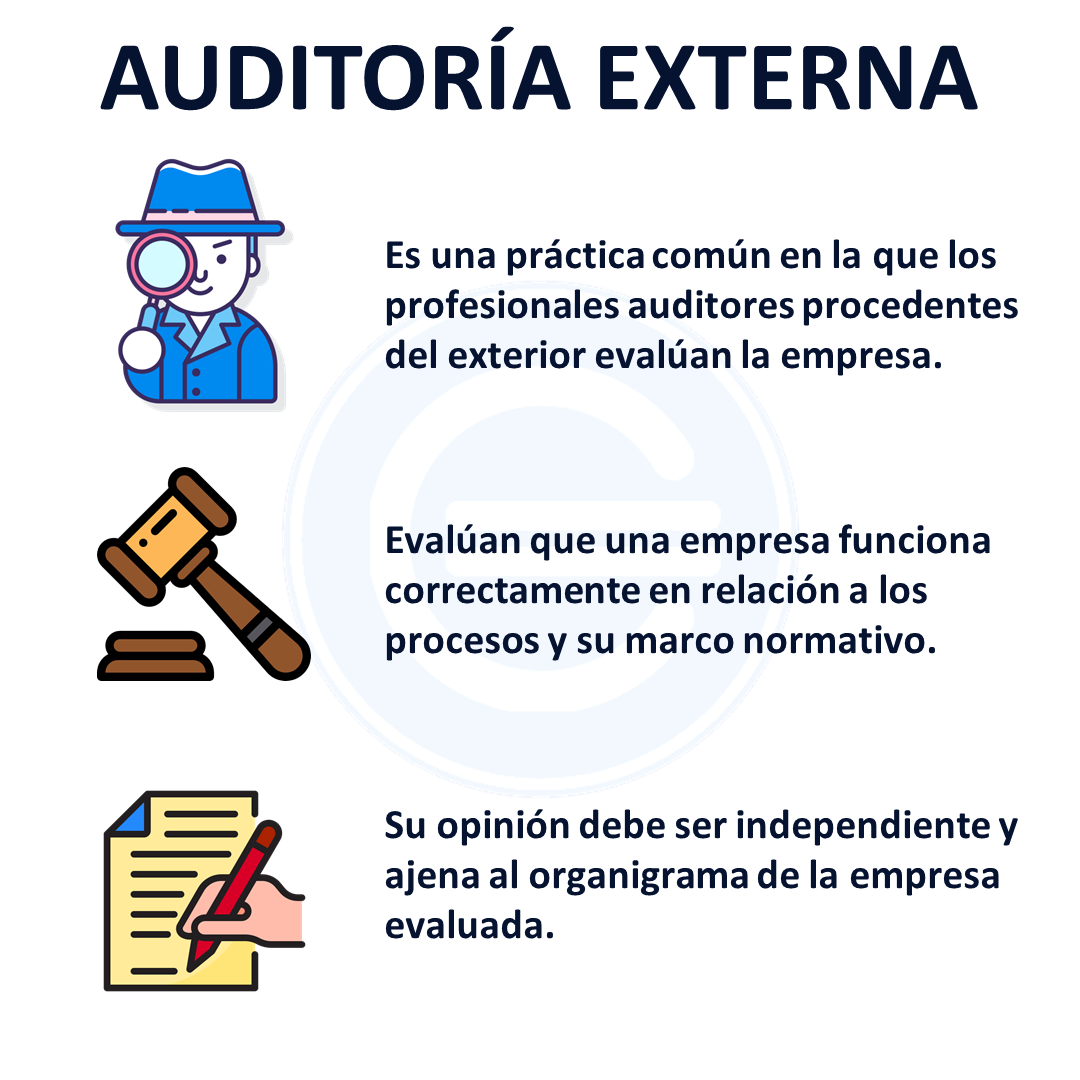 AUDITORÍA EXTERNA
Es una práctica común en la que los
profesionales auditores procedentes
del exterior evalúan la empresa.
Evalúan que una empresa funciona
correctamente en relación a los
procesos y su marco normativo.
Su opinión debe ser independiente y
ajena al organigrama de la empresa
evaluada.